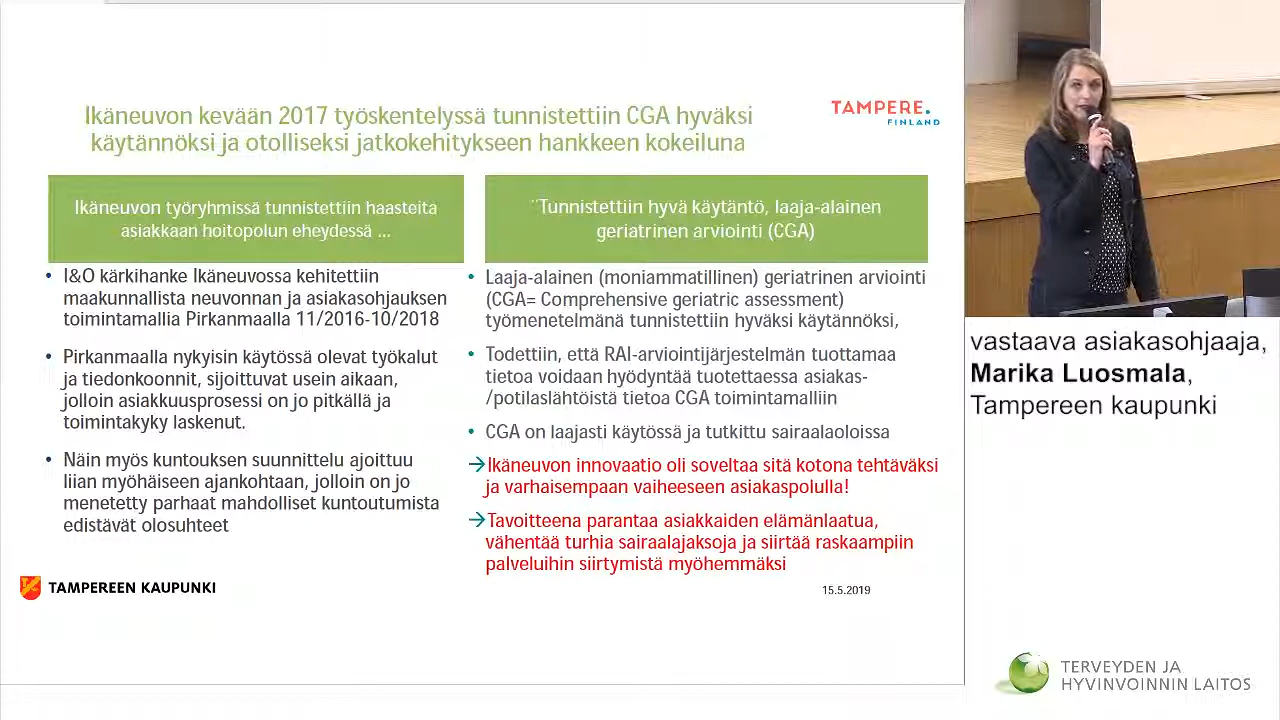 Ikäneuvon kevään 2017 työskentelyssä tunnistettiin CGA hyväksi
käytännöksi ja otolliseksi jatkokehitykseen hankkeen kokeiluna
TAMPERE.
FINLAND
Ikäneuvon työryhmissä tunnistettiin haasteita
asiakkaan hoitopolun eheydessä ...
• I&O kärkihanke Ikäneuvossa kehitettiin
maakunnallista neuvonnan ja asiakasohjauksen
toimintamallia Pirkanmaalla 11/2016-10/2018
• Pirkanmaalla nykyisin käytössä olevat työkalut
ja tiedonkoonnit, sijoittuvat usein aikaan,
jolloin asiakkuusprosessi on jo pitkällä ja
toimintakyky laskenut.
• Näin myös kuntouksen suunnittelu ajoittuu
liian myöhäiseen ajankohtaan, jolloin on jo
menetetty parhaat mahdolliset kuntoutumista
edistävät olosuhteet
¨Tunnistettiin hyvä käytäntö, laaja-alainen
geriatrinen arviointi (CGA)
• Laaja-alainen (moniammatillinen) geriatrinen arviointi
(CGA= Comprehensive geriatric assessment)
työmenetelmänä tunnistettiin hyväksi käytännöksi,
• Todettiin, että RAI-arviointijärjestelmän tuottamaa
tietoa voidaan hyödyntää tuotettaessa asiakas-
/potilaslähtöistä tietoa CGA toimintamalliin
• CGA on laajasti käytössä ja tutkittu sairaalaoloissa
→Ikäneuvon innovaatio oli soveltaa sitä kotona tehtäväksi
ja varhaisempaan vaiheeseen asiakaspolulla!
→Tavoitteena parantaa asiakkaiden elämänlaatua,
vähentää turhia sairaalajaksoja ja siirtää raskaampiin
palveluihin siirtymistä myöhemmäksi
TAMPEREEN KAUPUNKI
15.5.2019
vastaava asiakasohjaaja,
Marika Luosmala,
Tampereen kaupunki
TERVEYDEN JA
HYVINVOINNIN LAITOS